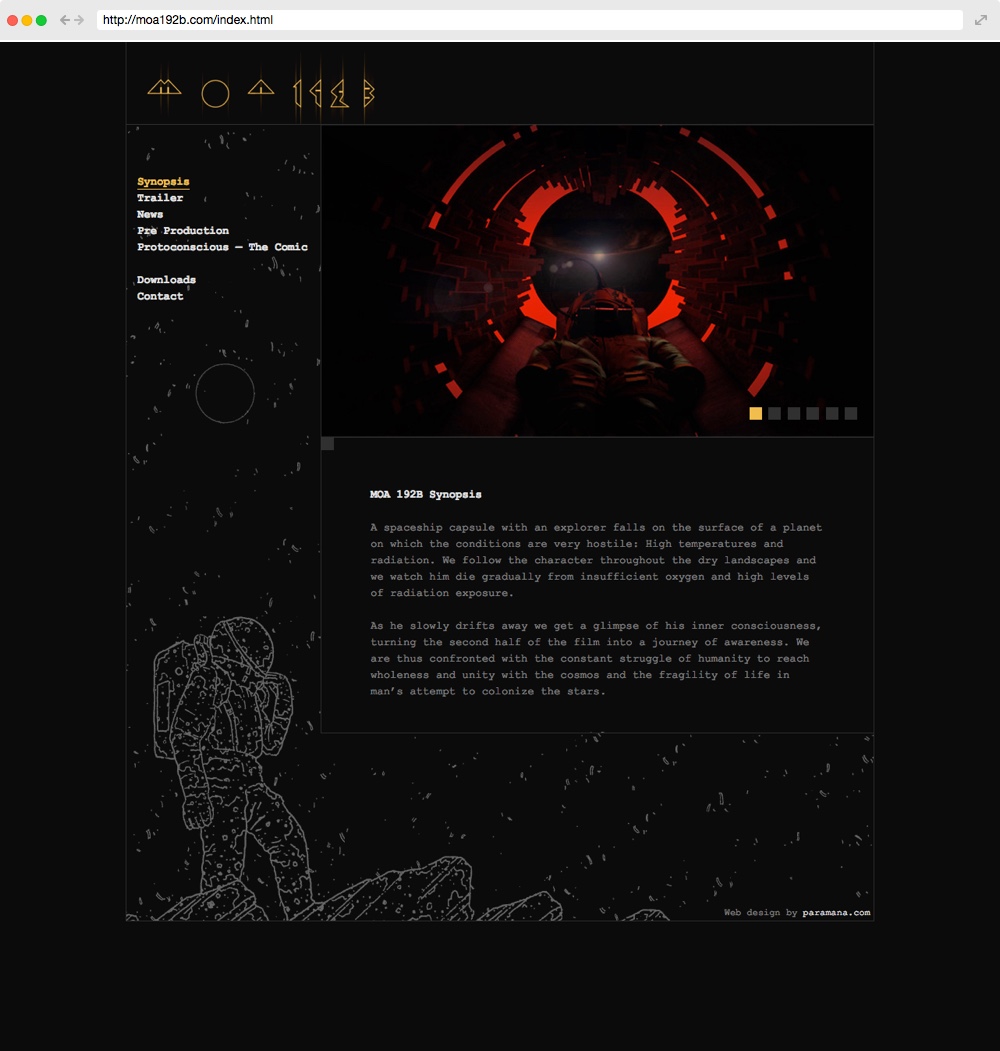 http://moa192b.com/index.html
MOA 192B
Synopsis
Trailer
News
Pre Production
Protoconscious – The Comic
Downloads
Contact
MOA 192B Synopsis
A spaceship capsule with an explorer falls on the surface of a planet
on which the conditions are very hostile: High temperatures and
radiation. We follow the character throughout the dry landscapes and
we watch him die gradually from insufficient oxygen and high levels
of radiation exposure.
As he slowly drifts away we get a glimpse of his inner consciousness,
turning the second half of the film into a journey of awareness. We
are thus confronted with the constant struggle of humanity to reach
wholeness and unity with the cosmos and the fragility of life in
man’s attempt to colonize the stars.
Web design by paramana.com